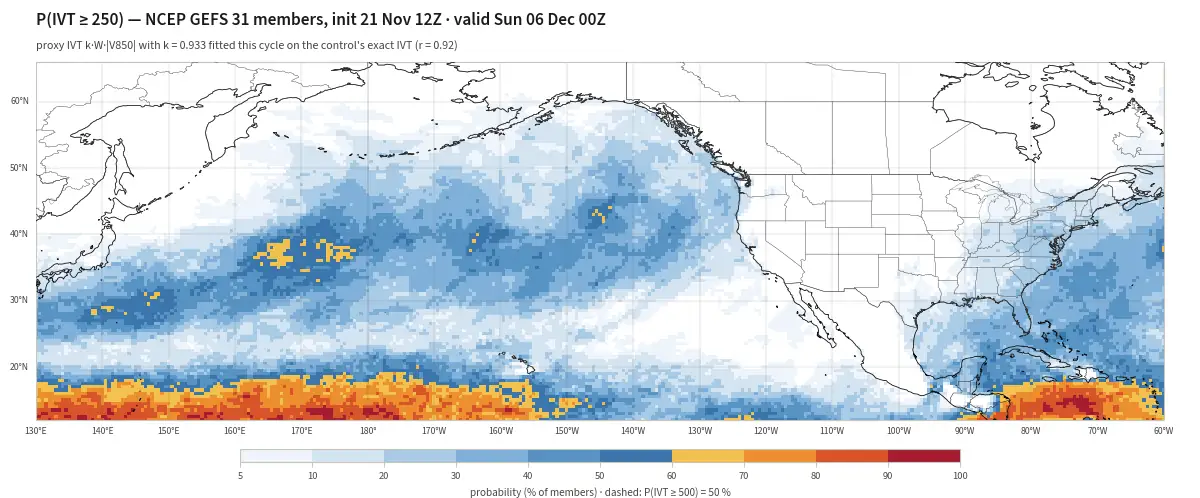 P(IVT ≥ 250) — NCEP GEFS 31 members, init 21 Nov 12Z · valid Sun 06 Dec 00Z
proxy IVT k·W·|V850| with k = 0.933 fitted this cycle on the control's exact IVT (r = 0.92)
60°N
50°N
40°N
30°N
20°N
130°E 140°E 150°E 160°E 170°E 180° 170°W 160°W 150°W 140°W 130°W 120°W 110°W 100°W 90°W 80°W 70°W 60°W
5 10 20 30 40 50 60 70 80 90 100
probability (% of members) · dashed: P(IVT ≥ 500) = 50 %